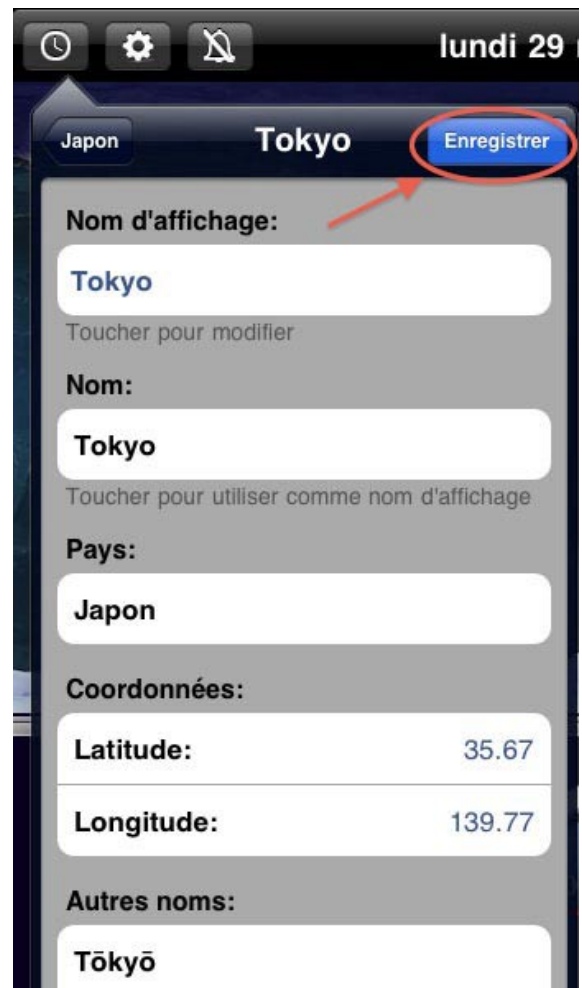 lundi 29
Japon
Tokyo
Enregistrer
Nom d'affichage:
Tokyo
Toucher pour modifier
Nom:
Tokyo
Toucher pour utiliser comme nom d'affichage
Pays:
Japon
Coordonnées:
Latitude: 35.67
Longitude: 139.77
Autres noms:
Tōkyō